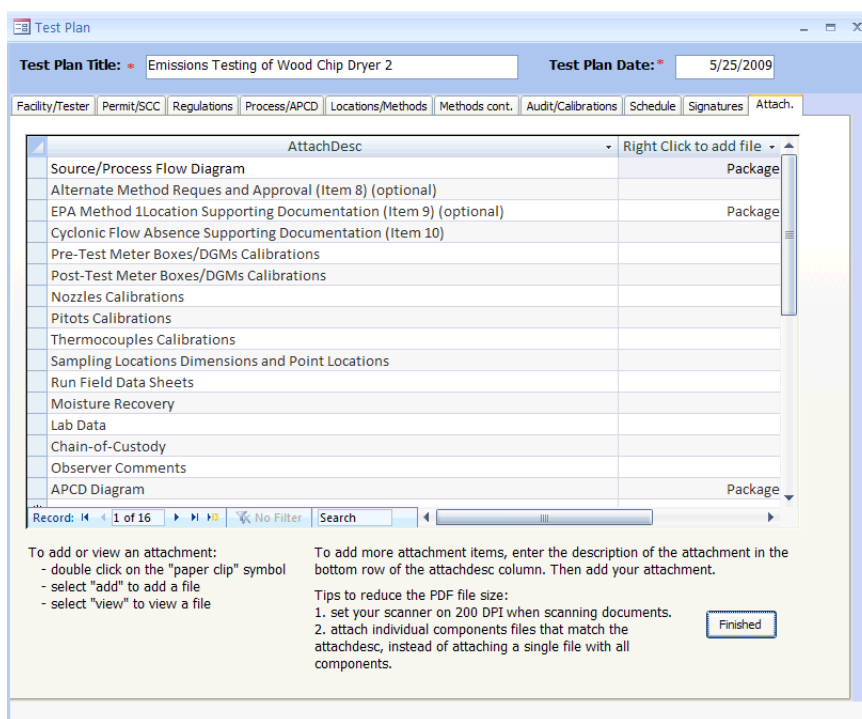 Test Plan
Test Plan Title: * Emissions Testing of Wood Chip Dryer 2 Test Plan Date: * 5/25/2009
Facility/Tester Permit/SCC Regulations Process/APCD Locations/Methods Methods cont. Audit/Calibrations Schedule Signatures Attach.
AttachDesc Right Click to add file
Source/Process Flow Diagram Package
Alternate Method Reques and Approval (Item 8) (optional)
EPA Method 1Location Supporting Documentation (Item 9) (optional) Package
Cyclonic Flow Absence Supporting Documentation (Item 10)
Pre-Test Meter Boxes/DGMs Calibrations
Post-Test Meter Boxes/DGMs Calibrations
Nozzles Calibrations
Pitots Calibrations
Thermocouples Calibrations
Sampling Locations Dimensions and Point Locations
Run Field Data Sheets
Moisture Recovery
Lab Data
Chain-of-Custody
Observer Comments
APCD Diagram Package
Record: 1 of 16 No Filter Search
To add or view an attachment:
- double click on the "paper clip" symbol
- select "add" to add a file
- select "view" to view a file
To add more attachment items, enter the description of the attachment in the
bottom row of the attachdesc column. Then add your attachment.
Tips to reduce the PDF file size:
1. set your scanner on 200 DPI when scanning documents.
2. attach individual components files that match the
attachdesc, instead of attaching a single file with all
components.
Finished